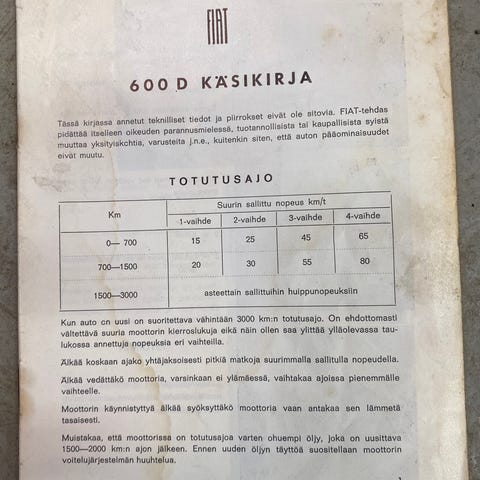 FIAT
600 D KÄSIKIRJA
Tässä kirjassa annetut teknilliset tiedot ja piirrokset eivät ole sitovia. FIAT-tehdas
pidättää itselleen oikeuden parannusmielessä, tuotannollisista tai kaupallisista syistä
muuttaa yksityiskohtia, varusteita j.n.e., kuitenkin siten, että auton pääominaisuudet
eivät muutu.
TOTUTUSAJO
Km
Suurin sallittu nopeus km/t
1-vaihde 2-vaihde 3-vaihde 4-vaihde
0— 700 15 25 45 65
700—1500 20 30 55 80
1500—3000 asteettain sallittuihin huippunopeuksiin
Kun auto on uusi on suoritettava vähintään 3000 km:n totutusajo. On ehdottomasti
vältettävä suuria moottorin kierroslukuja eikä näin ollen saa ylittää ylläolevassa tau-
lukossa annettuja nopeuksia eri vaihteilla.
Älkää koskaan ajako yhtäjaksoisesti pitkiä matkoja suurimmalla sallitulla nopeudella.
Älkää vedättäkö moottoria, varsinkaan ei ylämäessä, vaihtakaa ajoissa pienemmälle
vaihteelle.
Moottorin käynnistyttyä älkää syöksyttäkö moottoria vaan antakaa sen lämmetä
tasaisesti.
Muistakaa, että moottorissa on totutusajoa varten ohuempi öljy, joka on uusittava
1500—2000 km:n ajon jälkeen. Ennen uuden öljyn täyttöä suositellaan moottorin
voitelujärjestelmän huuhtelua.